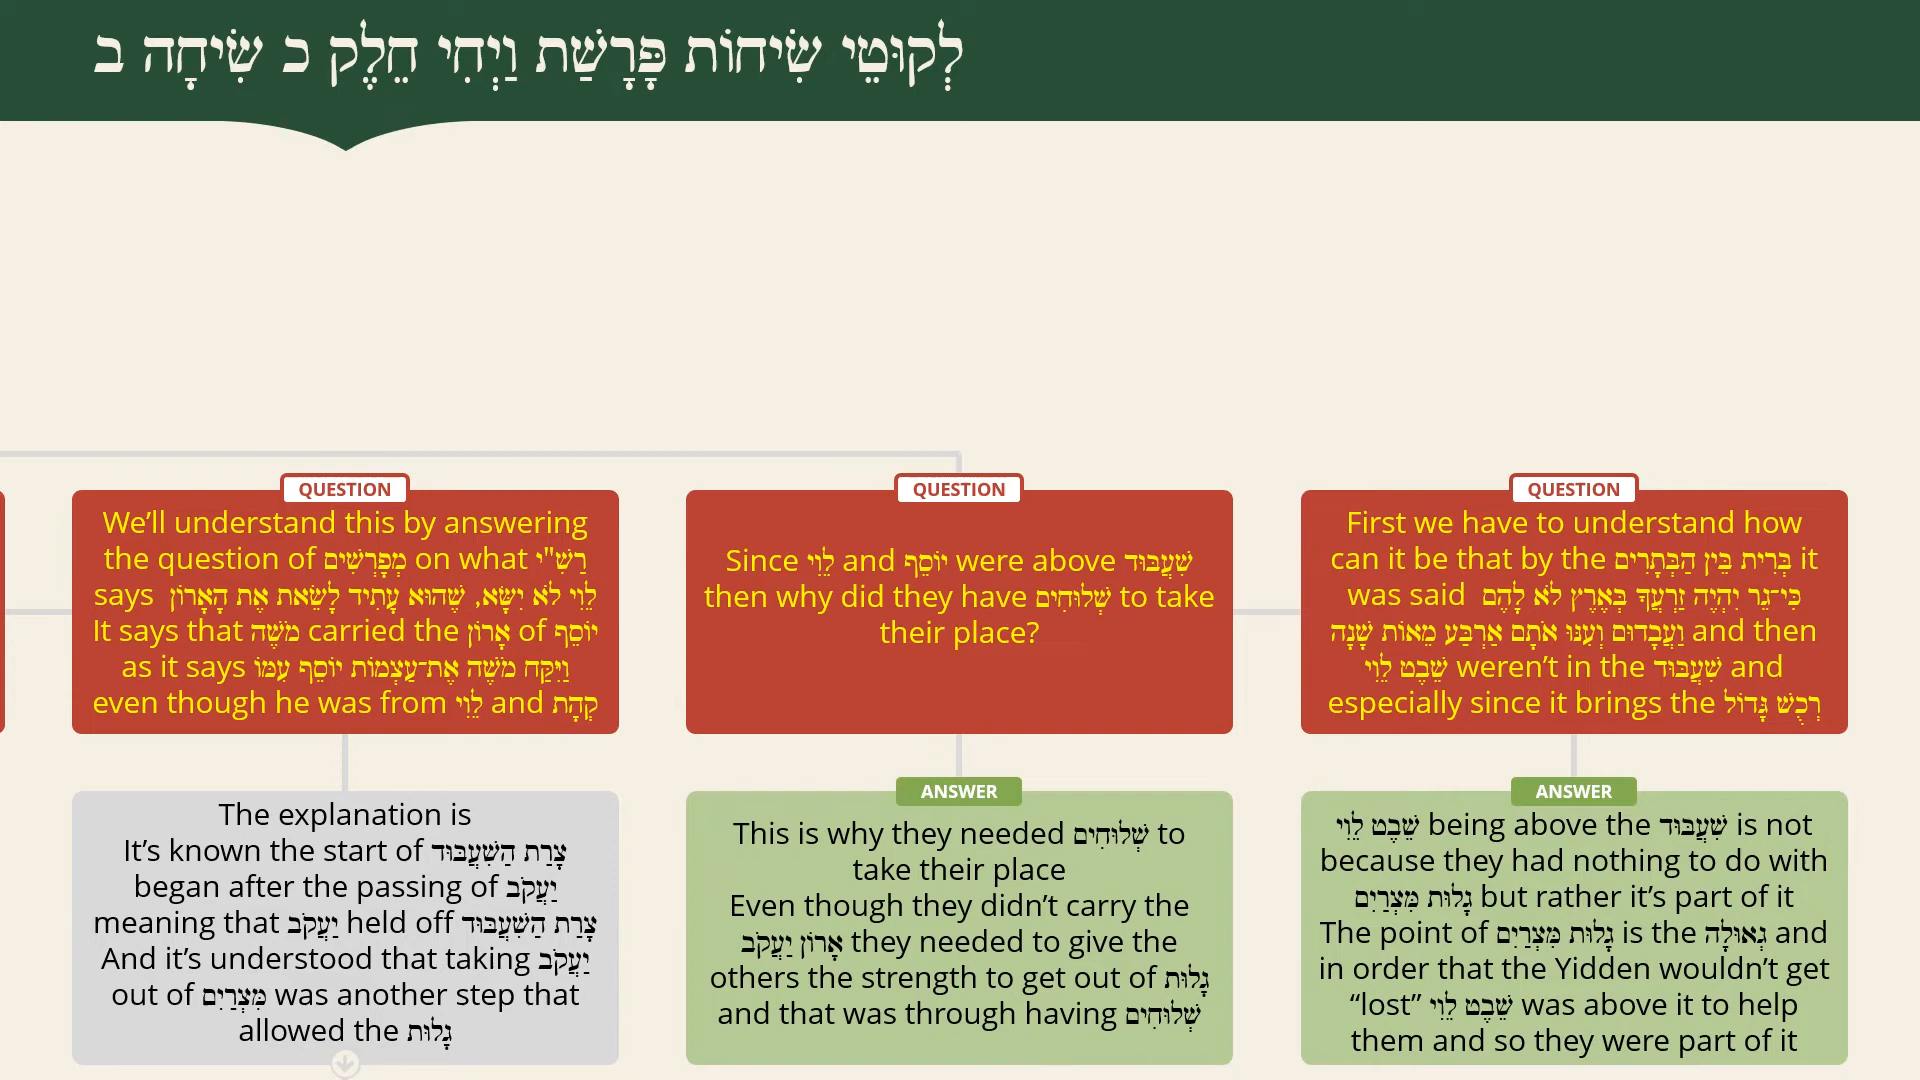 לְקוּטֵי שִׂיחוֹת פָּרָשַׁת וַיְחִי חֵלֶק כ שִׂיחָה ב
QUESTION
We’ll understand this by answering
the question of מְפָרְשִׁים on what רַשִׁ"י
says לֵוִי לֹא יִשָּׂא, שֶׁהוּא עָתִיד לָשֵׂאת אֶת הָאָרוֹן
It says that מֹשֶׁה carried the אָרוֹן of יוֹסֵף
as it says וַיִּקַּח מֹשֶׁה אֶת־עַצְמוֹת יוֹסֵף עִמּוֹ
even though he was from לֵוִי and קְהָת
The explanation is
It’s known the start of צָרַת הַשִּׁעְבּוּד
began after the passing of יַעֲקֹב
meaning that יַעֲקֹב held off צָרַת הַשִּׁעְבּוּד
And it’s understood that taking יַעֲקֹב
out of מִצְרַיִם was another step that
allowed the גָלוּת
QUESTION
Since לֵוִי and יוֹסֵף were above שִׁעְבּוּד
then why did they have שְׁלוּחִים to take
their place?
ANSWER
This is why they needed שְׁלוּחִים to
take their place
Even though they didn’t carry the
אָרוֹן יַעֲקֹב they needed to give the
others the strength to get out of גָלוּת
and that was through having שְׁלוּחִים
QUESTION
First we have to understand how
can it be that by the בְּרִית בֵּין הַבְּתָרִים it
was said כִּי־גֵר יִהְיֶה זַרְעֲךָ בְּאֶרֶץ לֹא לָהֶם
וַעֲבָדוּם וְעִנּוּ אֹתָם אַרְבַּע מֵאוֹת שָׁנָה and then
שֵׁבֶט לֵוִי weren’t in the שִׁעְבּוּד and
especially since it brings the רְכֻשׁ גָּדוֹל
ANSWER
שֵׁבֶט לֵוִי being above the שִׁעְבּוּד is not
because they had nothing to do with
גָלוּת מִּצְרַיִם but rather it’s part of it
The point of גָלוּת מִּצְרַיִם is the גְאוּלָה and
in order that the Yidden wouldn’t get
“lost” שֵׁבֶט לֵוִי was above it to help
them and so they were part of it